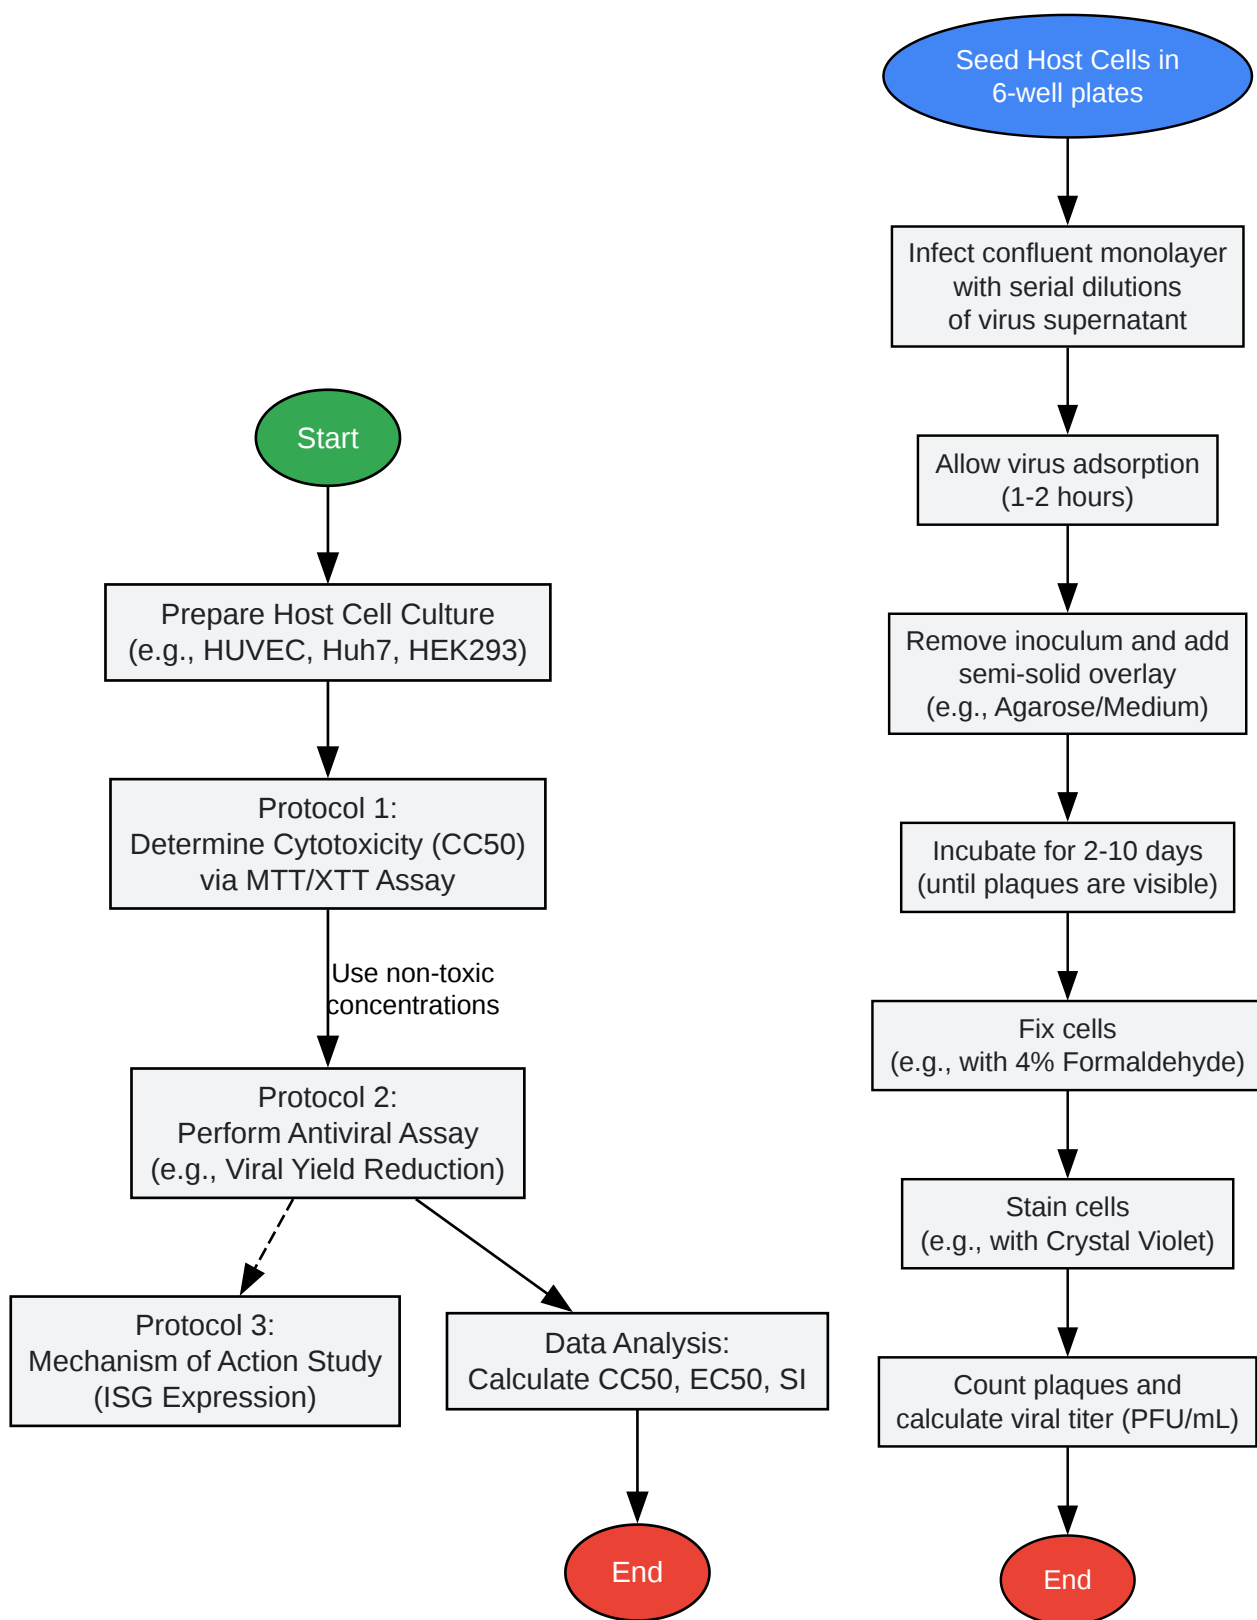 Start
Prepare Host Cell Culture
(e.g., HUVEC, Huh7, HEK293)
Protocol 1:
Determine Cytotoxicity (CC50)
via MTT/XTT Assay
Use non-toxic
concentrations
Protocol 2:
Perform Antiviral Assay
(e.g., Viral Yield Reduction)
Protocol 3:
Mechanism of Action Study
(ISG Expression)
Data Analysis:
Calculate CC50, EC50, SI
End
Seed Host Cells in
6-well plates
Infect confluent monolayer
with serial dilutions
of virus supernatant
Allow virus adsorption
(1-2 hours)
Remove inoculum and add
semi-solid overlay
(e.g., Agarose/Medium)
Incubate for 2-10 days
(until plaques are visible)
Fix cells
(e.g., with 4% Formaldehyde)
Stain cells
(e.g., with Crystal Violet)
Count plaques and
calculate viral titer (PFU/mL)
End